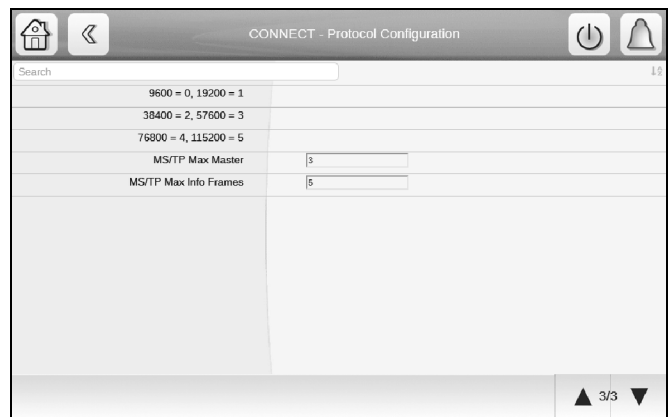 CONNECT - Protocol Configuration
Search
9600 = 0, 19200 = 1
38400 = 2, 57600 = 3
76800 = 4, 115200 = 5
MS/TP Max Master 3
MS/TP Max Info Frames 5
3/3